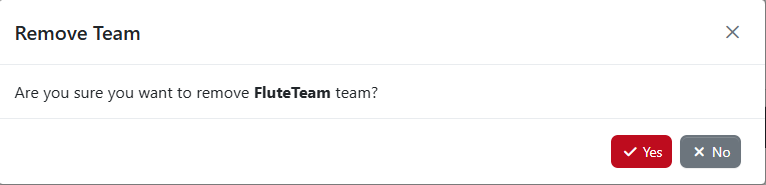 Remove Team
Are you sure you want to remove FluteTeam team?
Yes
No